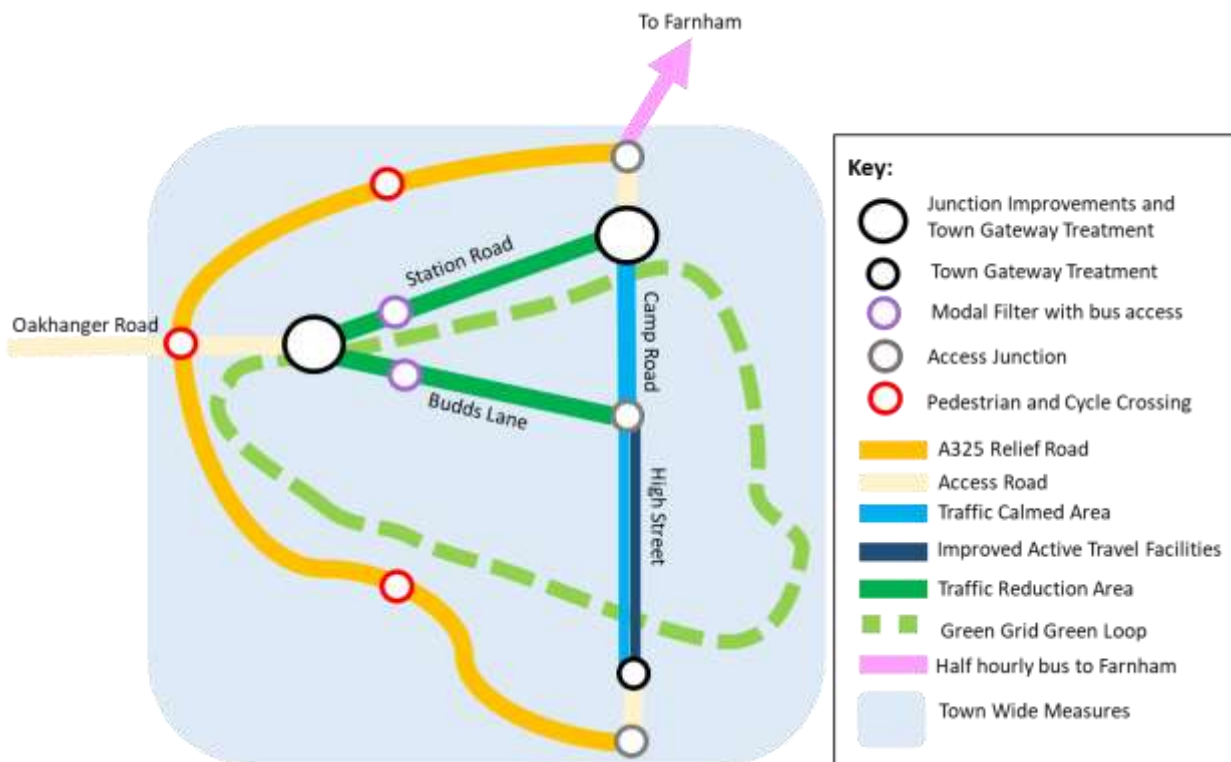 To Farnham
Station Road
Oakhanger Road
Camp Road
Budds Lane
High Street
Key:
Junction Improvements and
Town Gateway Treatment
Town Gateway Treatment
Modal Filter with bus access
Access Junction
Pedestrian and Cycle Crossing
A325 Relief Road
Access Road
Traffic Calmed Area
Improved Active Travel Facilities
Traffic Reduction Area
Green Grid Green Loop
Half hourly bus to Farnham
Town Wide Measures